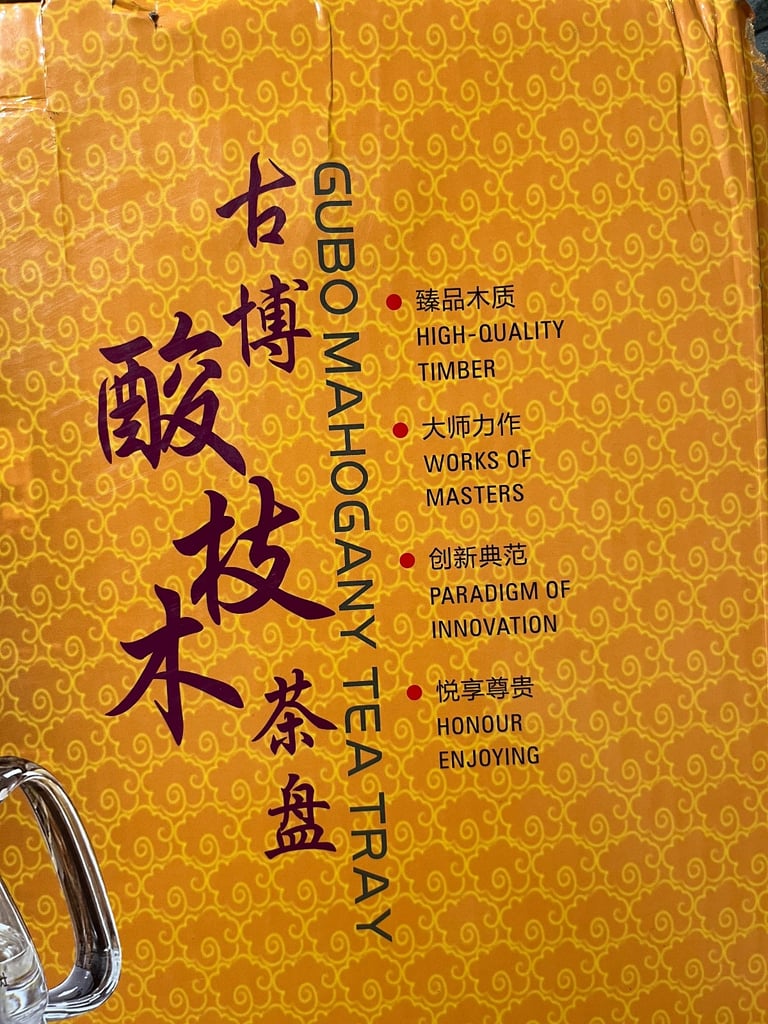 古博
酸枝木
茶盘
GUBO MAHOGANY TEA TRAY
臻品木质
HIGH-QUALITY
TIMBER
大师力作
WORKS OF
MASTERS
创新典范
PARADIGM OF
INNOVATION
悦享尊贵
HONOUR
ENJOYING